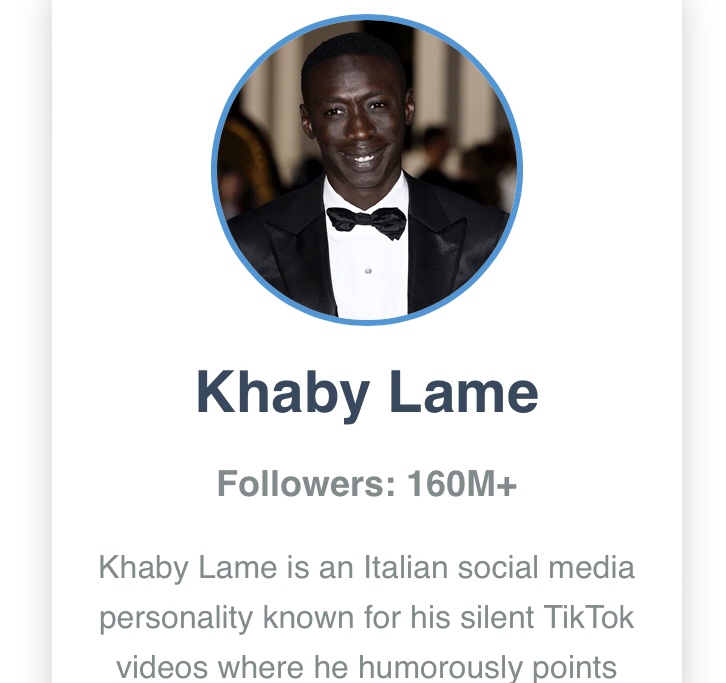 Khaby Lame
Followers: 160M+
Khaby Lame is an Italian social media
personality known for his silent TikTok
videos where he humorously points